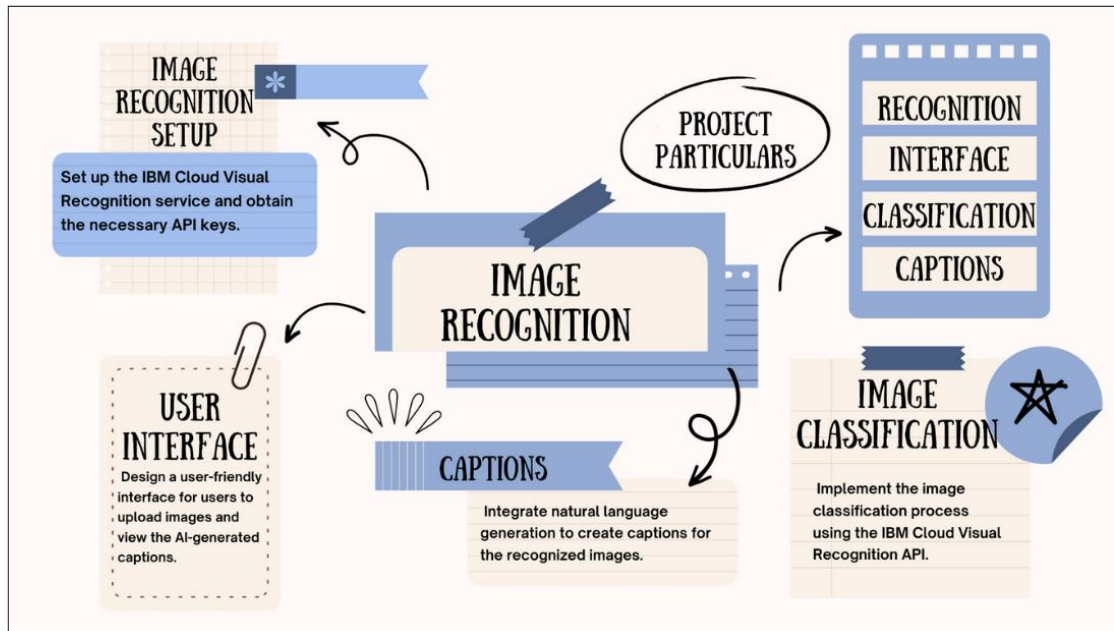 IMAGE
RECOGNITION
SETUP
Set up the IBM Cloud Visual
Recognition service and obtain
the necessary API keys.
PROJECT
PARTICULARS
RECOGNITION
INTERFACE
CLASSIFICATION
CAPTIONS
IMAGE
RECOGNITION
USER
INTERFACE
Design a user-friendly
interface for users to
upload images and
view the AI-generated
captions.
CAPTIONS
Integrate natural language
generation to create captions for
the recognized images.
IMAGE
CLASSIFICATION
Implement the image
classification process
using the IBM Cloud Visual
Recognition API.